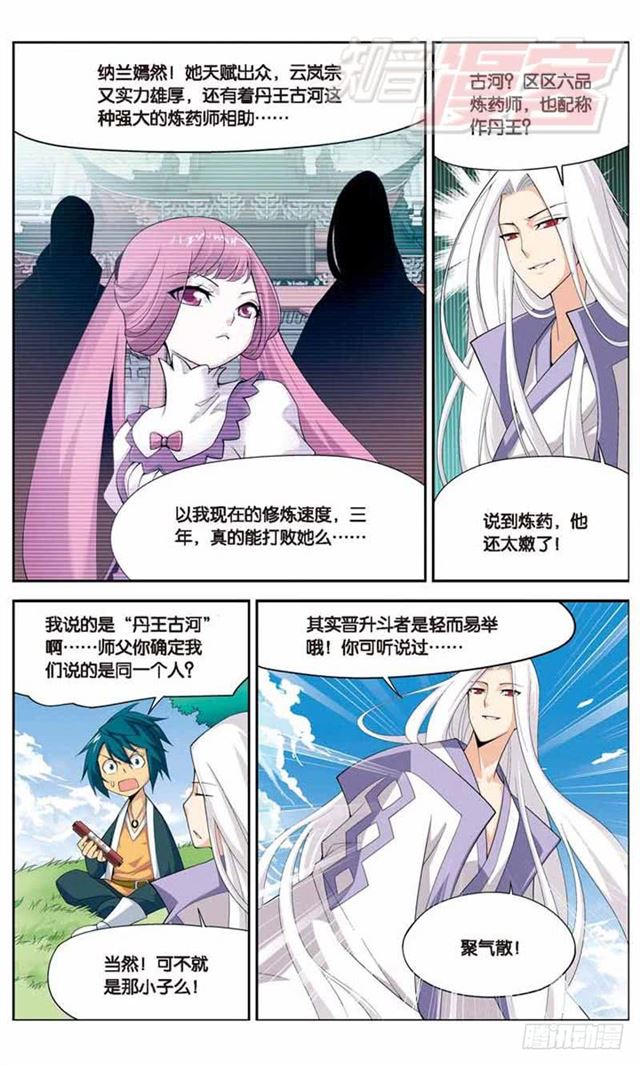 知音漫客
纳兰嫣然！她天赋出众，云岚宗
又实力雄厚，还有着丹王古河这
种强大的炼药师相助……
古河？区区六品
炼药师，也配称
作丹王？
以我现在的修炼速度，三
年，真的能打败她么……
说到炼药，他
还太嫩了！
我说的是“丹王古河”
啊……师父你确定我
们说的是同一个人？
其实晋升斗者是轻而易举
哦！你可听说过……
当然！可不就
是那小子么！
聚气散！
腾讯动漫